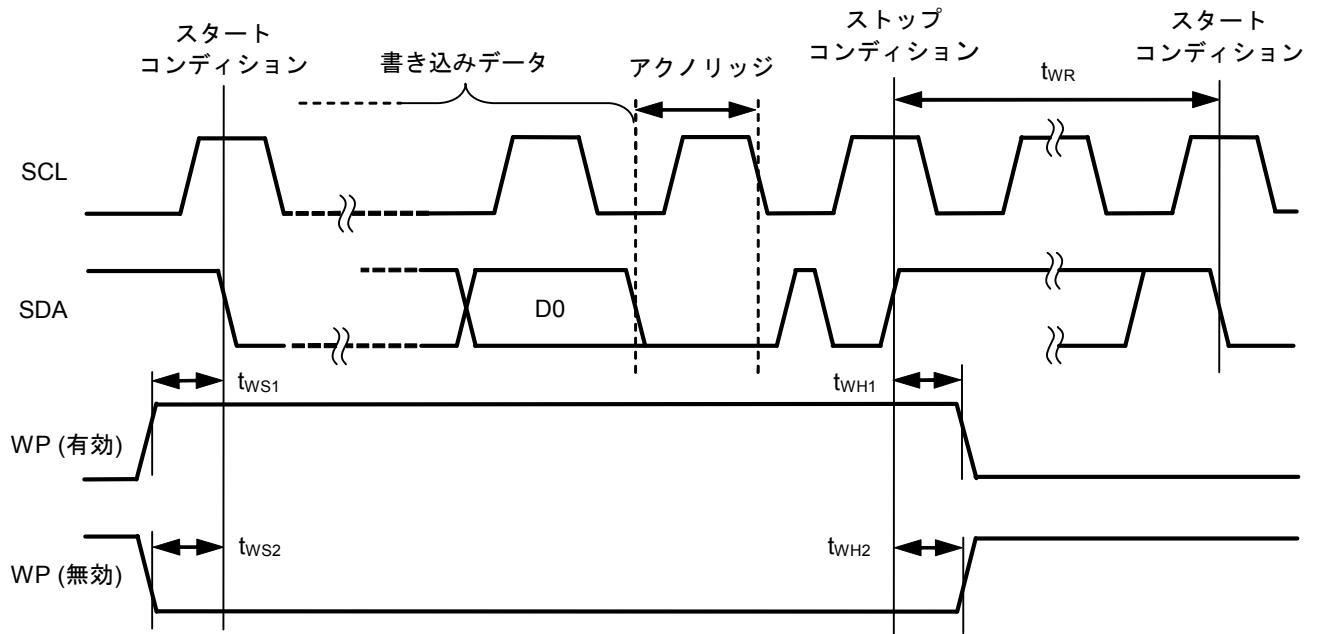 スタート
コンディション
書き込みデータ
アクノリッジ
ストップ
コンディション
tWR
スタート
コンディション
SCL
SDA
D0
tWS1
tWH1
WP (有効)
tWS2
tWH2
WP (無効)